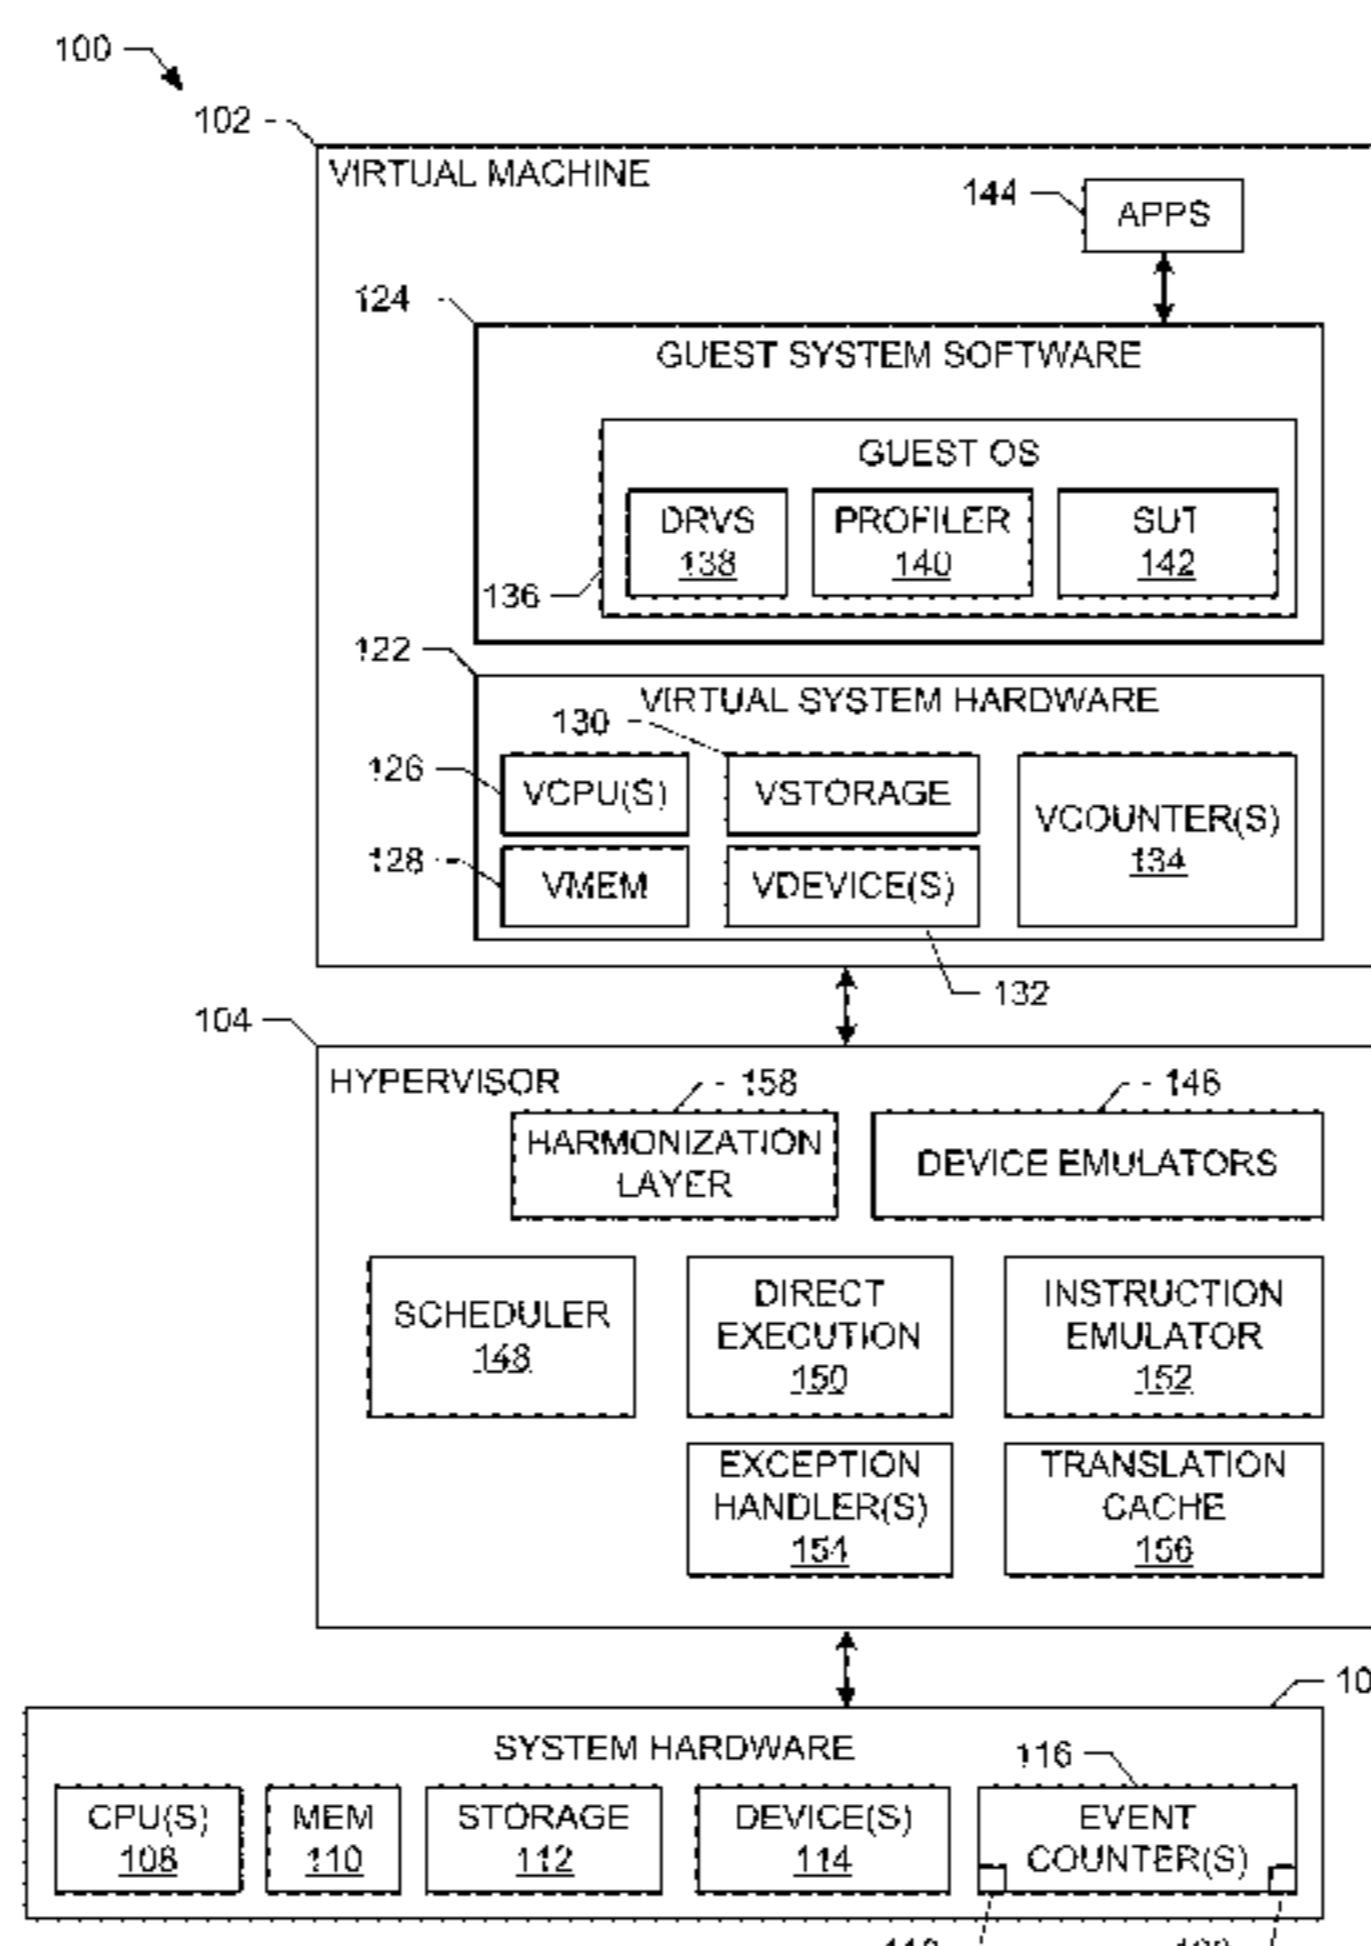 100
102
VIRTUAL MACHINE
144
APPS
124
GUEST SYSTEM SOFTWARE
GUEST OS
DRVS
138
PROFILER
140
SUT
142
136
122
VIRTUAL SYSTEM HARDWARE
130
126
VCPU(S)
VSTORAGE
VCOUNTER(S)
134
128
VMEM
VDEVICE(S)
132
104
HYPERVISOR
158
146
HARMONIZATION
LAYER
DEVICE EMULATORS
SCHEDULER
148
DIRECT
EXECUTION
150
INSTRUCTION
EMULATOR
152
EXCEPTION
HANDLER(S)
154
TRANSLATION
CACHE
156
SYSTEM HARDWARE
116
CPU(S)
108
MEM
110
STORAGE
112
DEVICE(S)
114
EVENT
COUNTER(S)